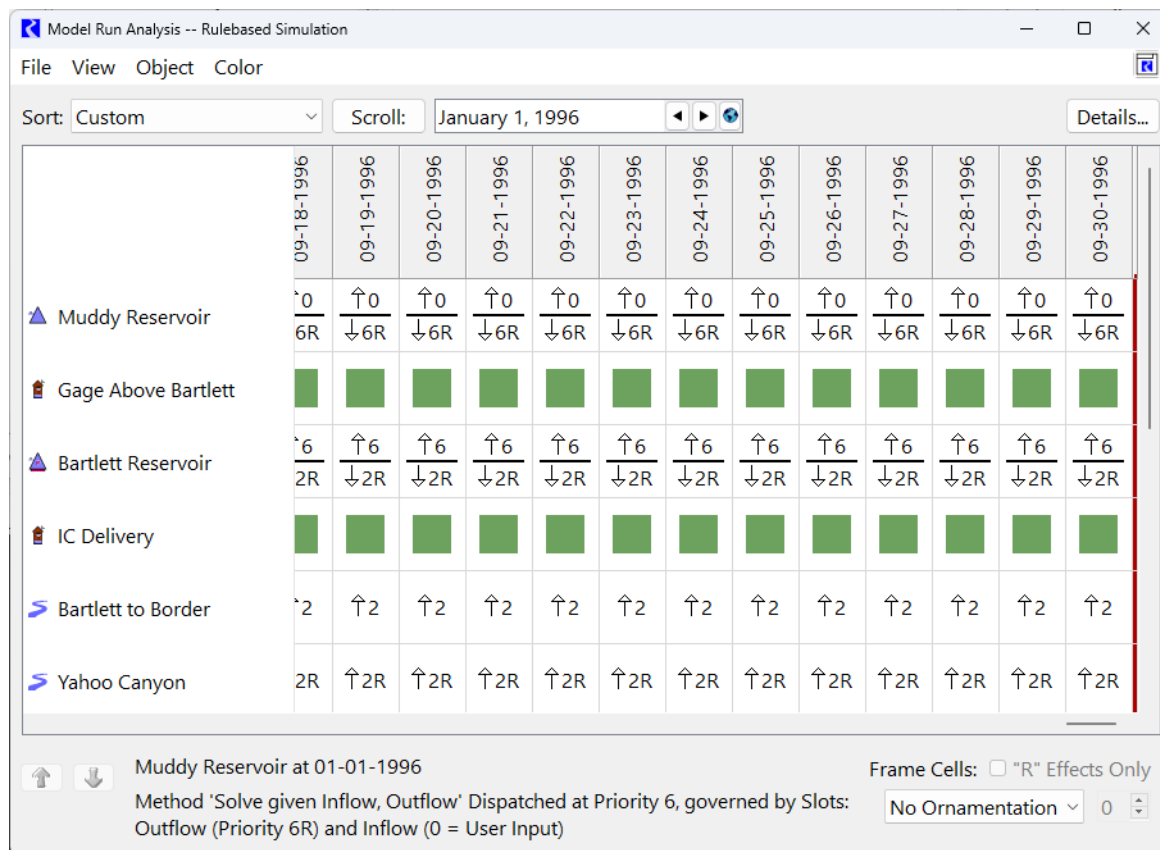 Model Run Analysis -- Rulebased Simulation
File View Object Color
Sort: Custom Scroll: January 1, 1996 Details...
09-18-1996 09-19-1996 09-20-1996 09-21-1996 09-22-1996 09-23-1996 09-24-1996 09-25-1996 09-26-1996 09-27-1996 09-28-1996 09-29-1996 09-30-1996
↑0 ↑0 ↑0 ↑0 ↑0 ↑0 ↑0 ↑0 ↑0 ↑0 ↑0 ↑0 ↑0
Muddy Reservoir
6R ↓6R ↓6R ↓6R ↓6R ↓6R ↓6R ↓6R ↓6R ↓6R ↓6R ↓6R ↓6R
Gage Above Bartlett
↑6 ↑6 ↑6 ↑6 ↑6 ↑6 ↑6 ↑6 ↑6 ↑6 ↑6 ↑6 ↑6
Bartlett Reservoir
2R ↓2R ↓2R ↓2R ↓2R ↓2R ↓2R ↓2R ↓2R ↓2R ↓2R ↓2R ↓2R
IC Delivery
Bartlett to Border ↑2 ↑2 ↑2 ↑2 ↑2 ↑2 ↑2 ↑2 ↑2 ↑2 ↑2 ↑2 ↑2
Yahoo Canyon 2R ↑2R ↑2R ↑2R ↑2R ↑2R ↑2R ↑2R ↑2R ↑2R ↑2R ↑2R ↑2R
Muddy Reservoir at 01-01-1996
Frame Cells: "R" Effects Only
Method 'Solve given Inflow, Outflow' Dispatched at Priority 6, governed by Slots:
Outflow (Priority 6R) and Inflow (0 = User Input)
No Ornamentation 0